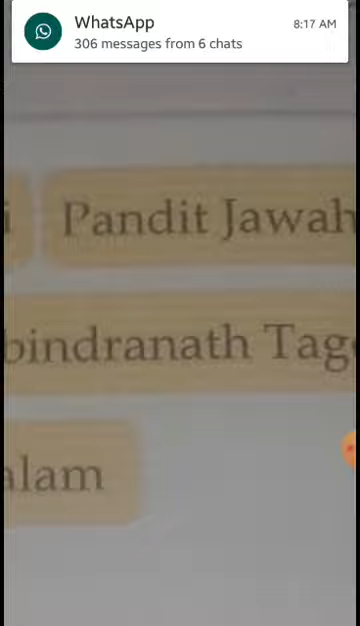 WhatsApp 8:17 AM
306 messages from 6 chats
i Pandit Jawah
bindranath Tag
alam